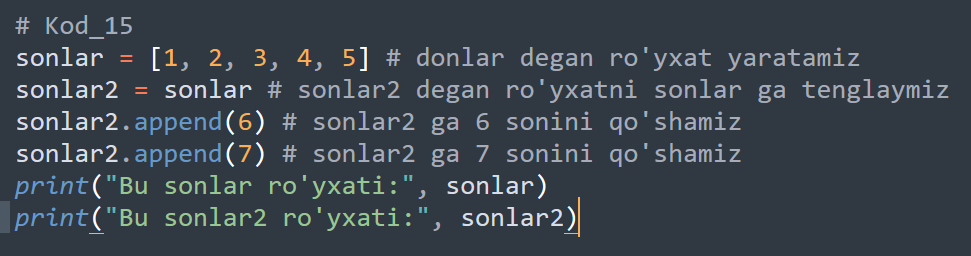 # Kod_15
sonlar = [1, 2, 3, 4, 5] # donlar degan ro'yxat yaratamiz
sonlar2 = sonlar # sonlar2 degan ro'yxatni sonlar ga tenglaymiz
sonlar2.append(6) # sonlar2 ga 6 sonini qo'shamiz
sonlar2.append(7) # sonlar2 ga 7 sonini qo'shamiz
print("Bu sonlar ro'yxati:", sonlar)
print("Bu sonlar2 ro'yxati:", sonlar2)